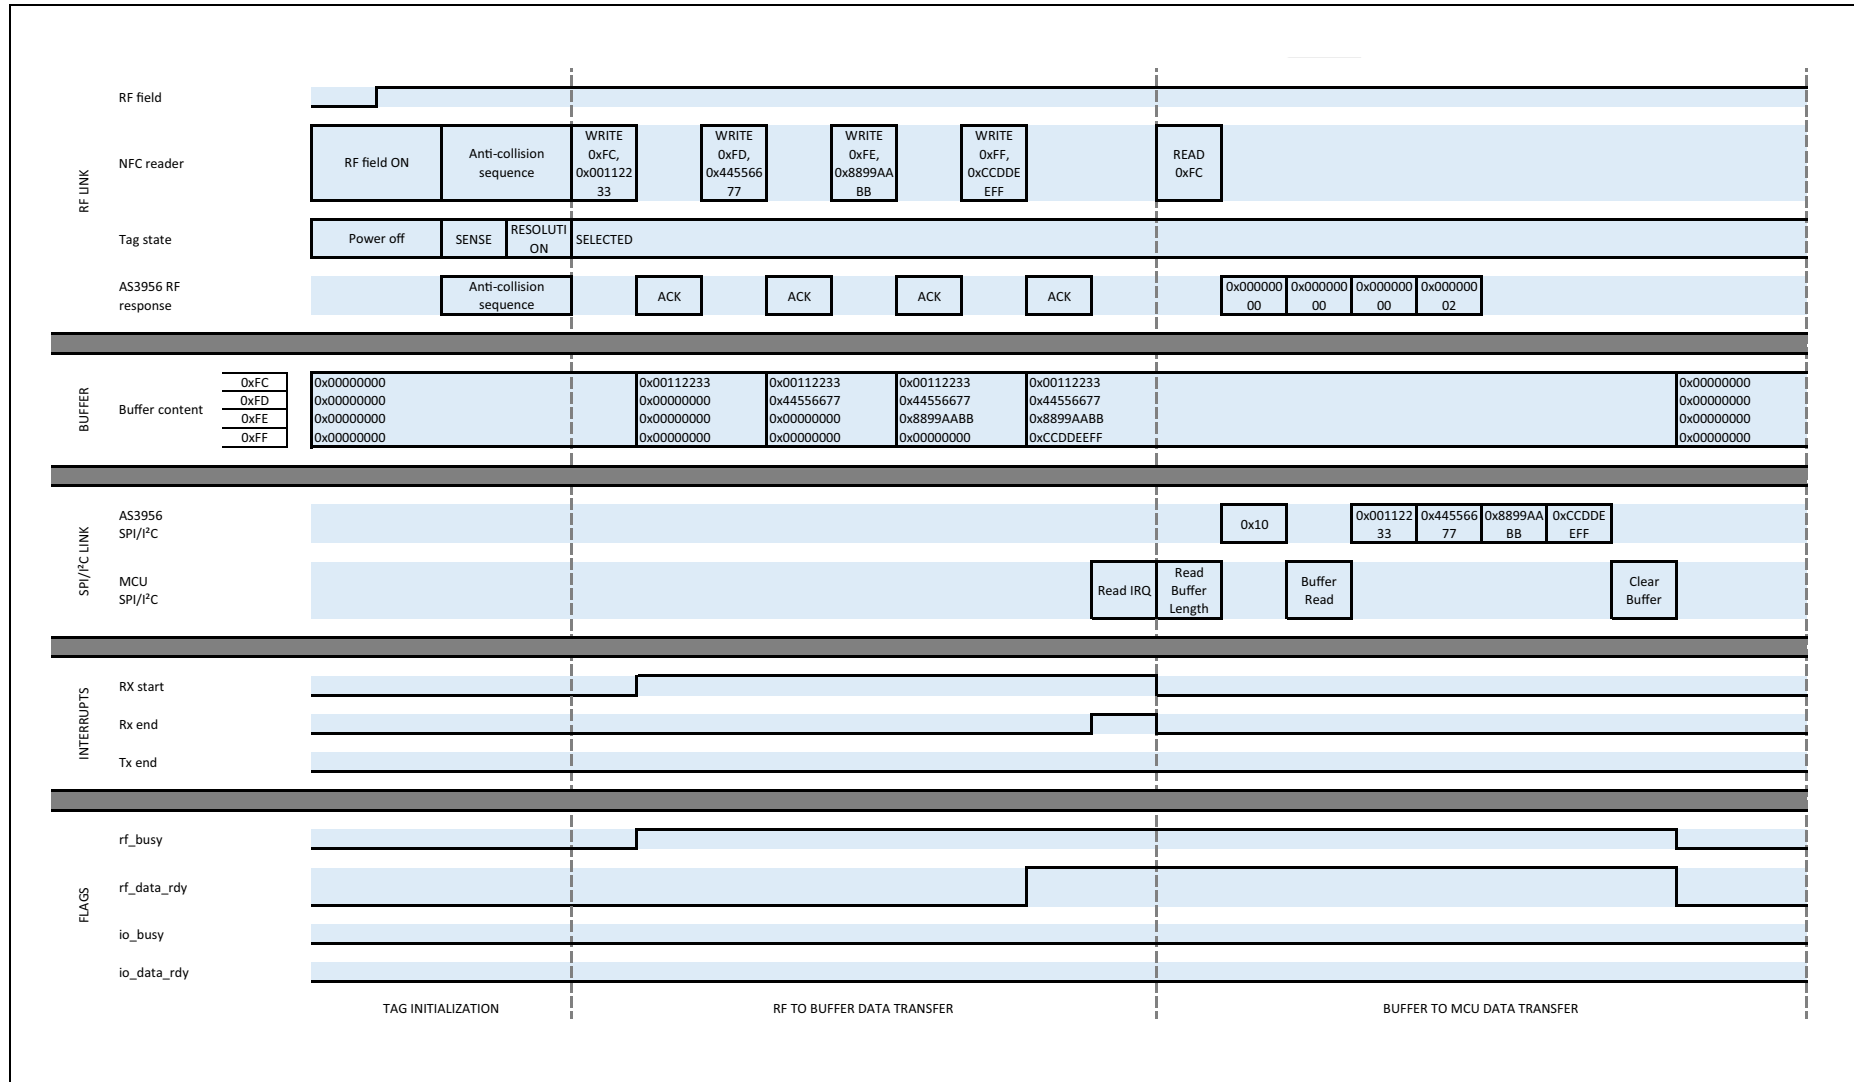 RF LINK
RF field
NFC reader
RF field ON
Anti-collision
sequence
WRITE
0xFC,
0x001122
33
WRITE
0xFD,
0x445566
77
WRITE
0xFE,
0x8899AA
BB
WRITE
0xFF,
0xCCDDE
EFF
READ
0xFC
Tag state
Power off
SENSE
RESOLUTI
ON
SELECTED
AS3956 RF
response
Anti-collision
sequence
ACK
ACK
ACK
ACK
0x000000
00
0x000000
00
0x000000
00
0x000000
02
BUFFER
Buffer content
0xFC
0xFD
0xFE
0xFF
0x00000000
0x00000000
0x00000000
0x00000000
0x00112233
0x00000000
0x00000000
0x00000000
0x00112233
0x44556677
0x00000000
0x00000000
0x00112233
0x44556677
0x8899AABB
0x00000000
0x00112233
0x44556677
0x8899AABB
0xCCDDEEFF
0x00000000
0x00000000
0x00000000
0x00000000
SPI/I²C LINK
AS3956
SPI/I²C
0x10
0x001122
33
0x445566
77
0x8899AA
BB
0xCCDDE
EFF
MCU
SPI/I²C
Read IRQ
Read
Buffer
Length
Buffer
Read
Clear
Buffer
INTERRUPTS
RX start
Rx end
Tx end
FLAGS
rf_busy
rf_data_rdy
io_busy
io_data_rdy
TAG INITIALIZATION
RF TO BUFFER DATA TRANSFER
BUFFER TO MCU DATA TRANSFER